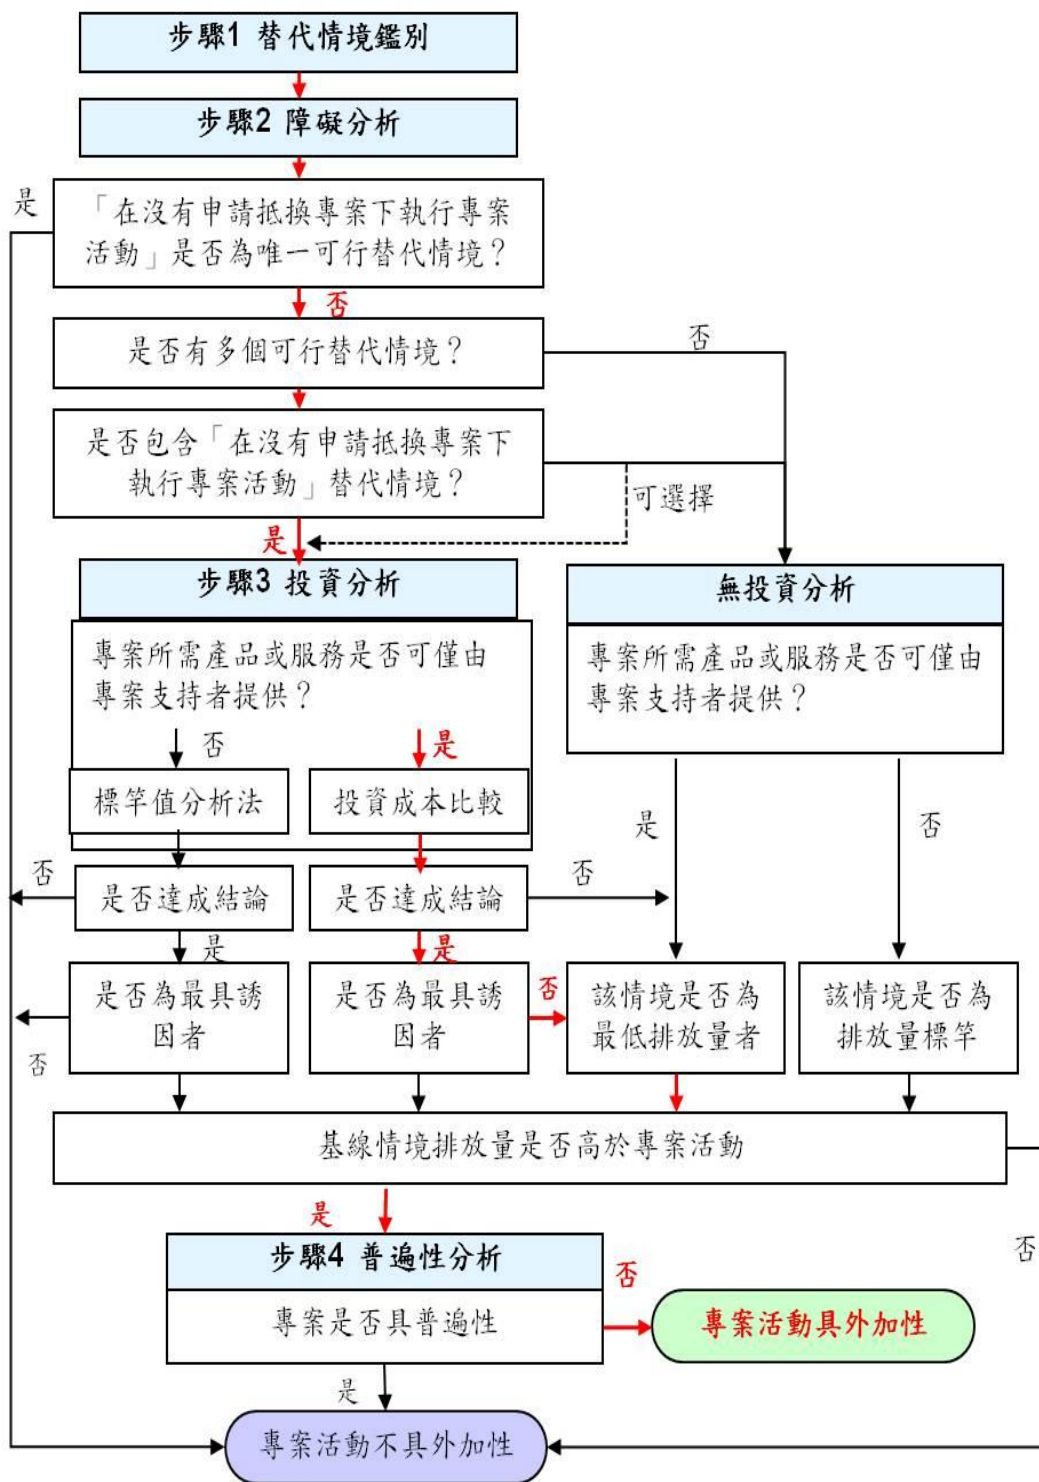 步驟1 替代情境鑑別
步驟2 障礙分析
是
「在沒有申請抵換專案下執行專案
活動」是否為唯一可行替代情境？
否
是否有多個可行替代情境？
否
是否包含「在沒有申請抵換專案下
執行專案活動」替代情境？
可選擇
是
步驟3 投資分析
無投資分析
專案所需產品或服務是否可僅由
專案支持者提供？
專案所需產品或服務是否可僅由
專案支持者提供？
否
是
標竿值分析法
投資成本比較
是
否
否
是否達成結論
是否達成結論
否
是
是
是否為最具誘
因者
否
是否為最具誘
因者
否
該情境是否為
最低排放量者
該情境是否為
排放量標竿
基線情境排放量是否高於專案活動
是
否
步驟4 普遍性分析
專案是否具普遍性
否
專案活動具外加性
是
專案活動不具外加性